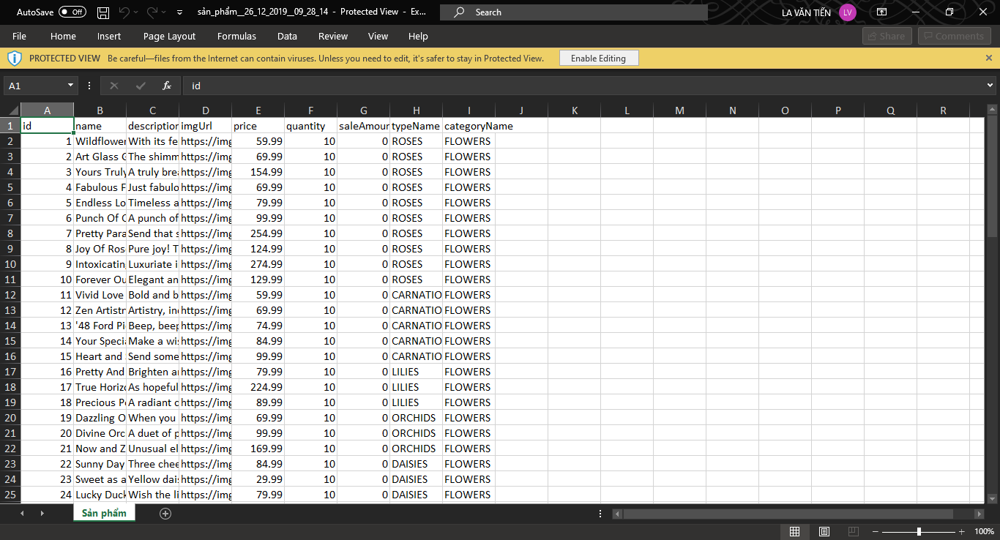 AutoSave Off sản_phẩm__26_12_2019__09_28_14 - Protected View - Ex... Search LA VĂN TIẾN LV
File Home Insert Page Layout Formulas Data Review View Help Share Comments
PROTECTED VIEW Be careful—files from the Internet can contain viruses. Unless you need to edit, it's safer to stay in Protected View. Enable Editing
A1 fx id
A B C D E F G H I J K L M N O P Q R
1 id name description imgUrl price quantity saleAmour typeName categoryName
2 1 Wildflower With its fe https://img 59.99 10 0 ROSES FLOWERS
3 2 Art Glass G The shimm https://img 69.99 10 0 ROSES FLOWERS
4 3 Yours Truly A truly brea https://img 154.99 10 0 ROSES FLOWERS
5 4 Fabulous F Just fabulo https://img 69.99 10 0 ROSES FLOWERS
6 5 Endless Lo Timeless a https://img 79.99 10 0 ROSES FLOWERS
7 6 Punch Of C A punch of https://img 99.99 10 0 ROSES FLOWERS
8 7 Pretty Para Send that s https://img 254.99 10 0 ROSES FLOWERS
9 8 Joy Of Ros Pure joy! T https://img 124.99 10 0 ROSES FLOWERS
10 9 Intoxicatin Luxuriate i https://img 274.99 10 0 ROSES FLOWERS
11 10 Forever Ou Elegant an https://img 129.99 10 0 ROSES FLOWERS
12 11 Vivid Love Bold and b https://img 59.99 10 0 CARNATIO FLOWERS
13 12 Zen Artistr Artistry, inc https://img 69.99 10 0 CARNATIO FLOWERS
14 13 '48 Ford Pi Beep, beep https://img 74.99 10 0 CARNATIO FLOWERS
15 14 Your Specia Make a wis https://img 84.99 10 0 CARNATIO FLOWERS
16 15 Heart and Send some https://img 99.99 10 0 CARNATIO FLOWERS
17 16 Pretty And Brighten a https://img 79.99 10 0 LILIES FLOWERS
18 17 True Horizo As hopeful https://img 224.99 10 0 LILIES FLOWERS
19 18 Precious Pe A radiant c https://img 89.99 10 0 LILIES FLOWERS
20 19 Dazzling O When you https://img 69.99 10 0 ORCHIDS FLOWERS
21 20 Divine Orc A duet of p https://img 99.99 10 0 ORCHIDS FLOWERS
22 21 Now and Z Unusual el https://img 169.99 10 0 ORCHIDS FLOWERS
23 22 Sunny Day Three chee https://img 84.99 10 0 DAISIES FLOWERS
24 23 Sweet as a Yellow dais https://img 29.99 10 0 DAISIES FLOWERS
25 24 Lucky Duck Wish the li https://img 79.99 10 0 DAISIES FLOWERS
Sản phẩm
100%